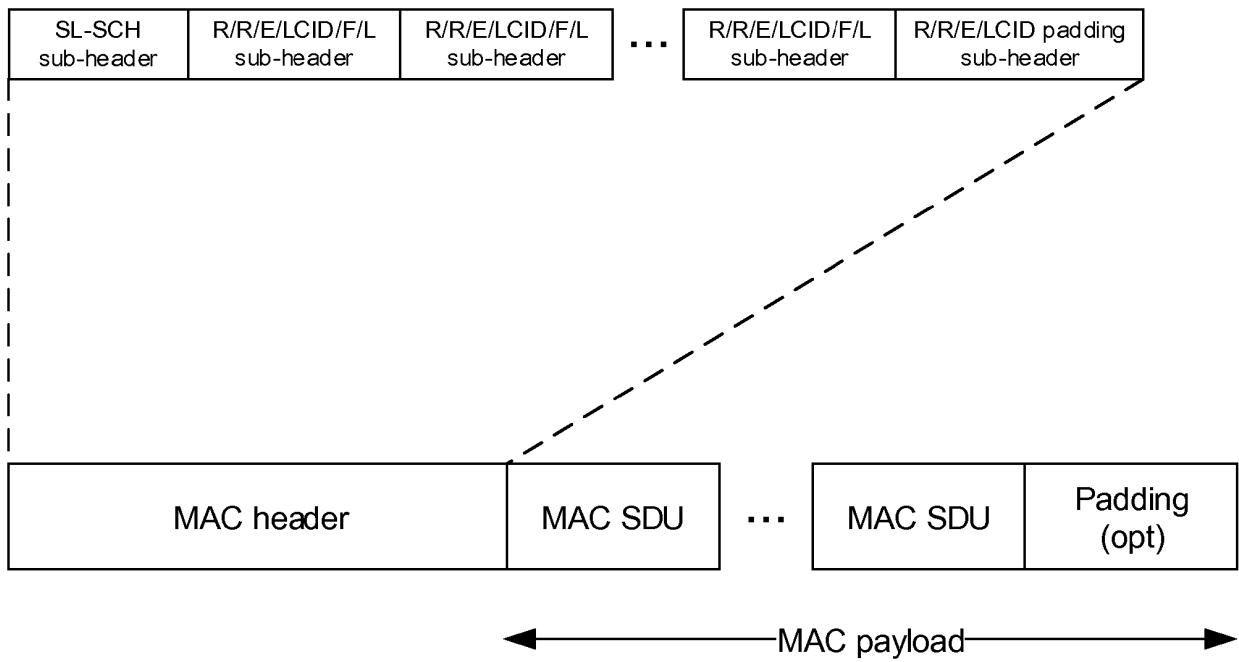 SL-SCH
sub-header
R/R/E/LCID/F/L
sub-header
R/R/E/LCID/F/L
sub-header
...
R/R/E/LCID/F/L
sub-header
R/R/E/LCID padding
sub-header
MAC header
MAC SDU
...
MAC SDU
Padding
(opt)
MAC payload